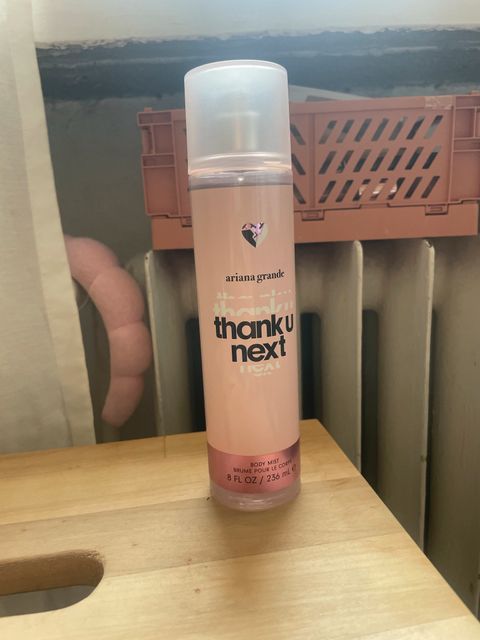 ariana grande
thank u
next
BODY MIST
BRUME POUR LE CORPS
8 FL OZ / 236 mL